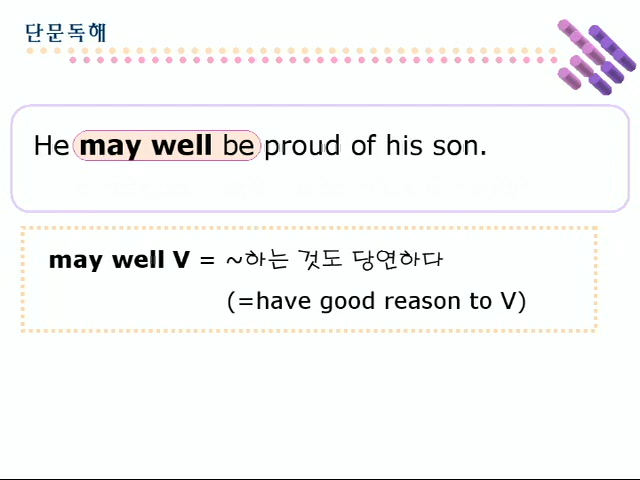 단문독해
He may well be proud of his son.
may well V = ~하는 것도 당연하다
(=have good reason to V)